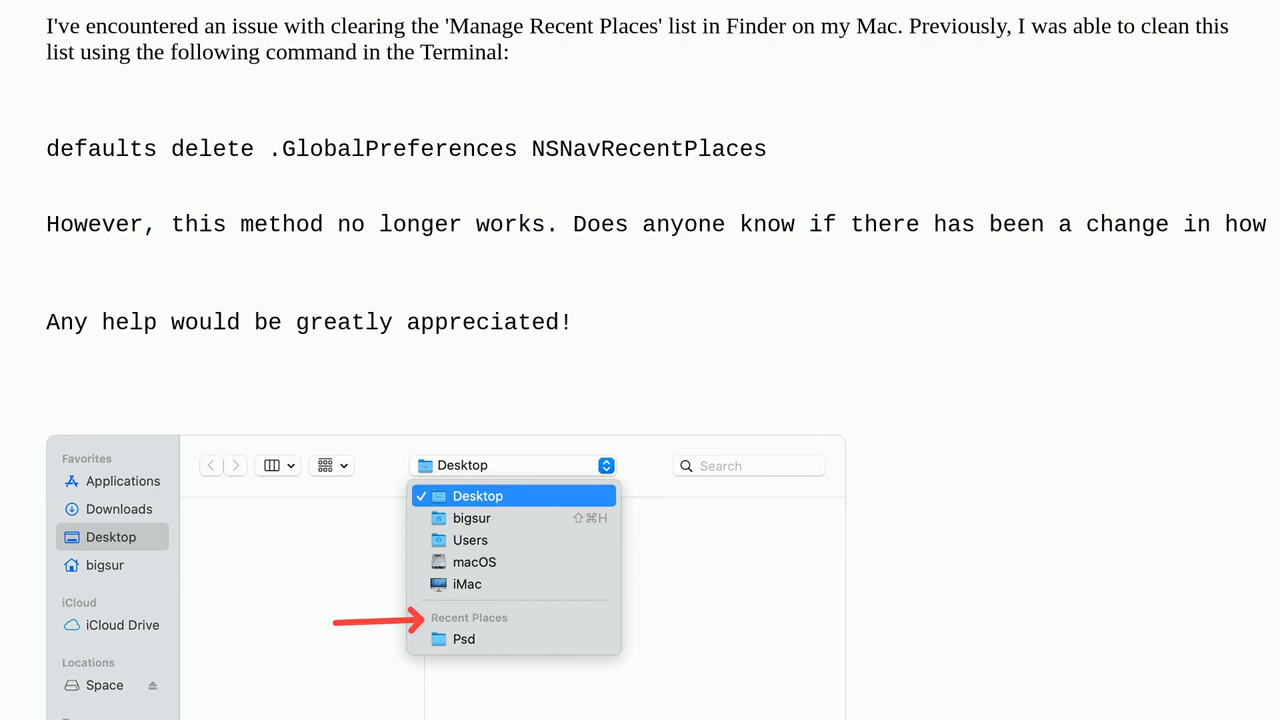 I've encountered an issue with clearing the 'Manage Recent Places' list in Finder on my Mac. Previously, I was able to clean this
list using the following command in the Terminal:
defaults delete .GlobalPreferences NSNavRecentPlaces
However, this method no longer works. Does anyone know if there has been a change in how
Any help would be greatly appreciated!
Favorites
Applications
Downloads
Desktop
bigsur
iCloud
iCloud Drive
Locations
Space
Desktop
Search
Desktop
bigsur ⇧⌘H
Users
macOS
iMac
Recent Places
Psd